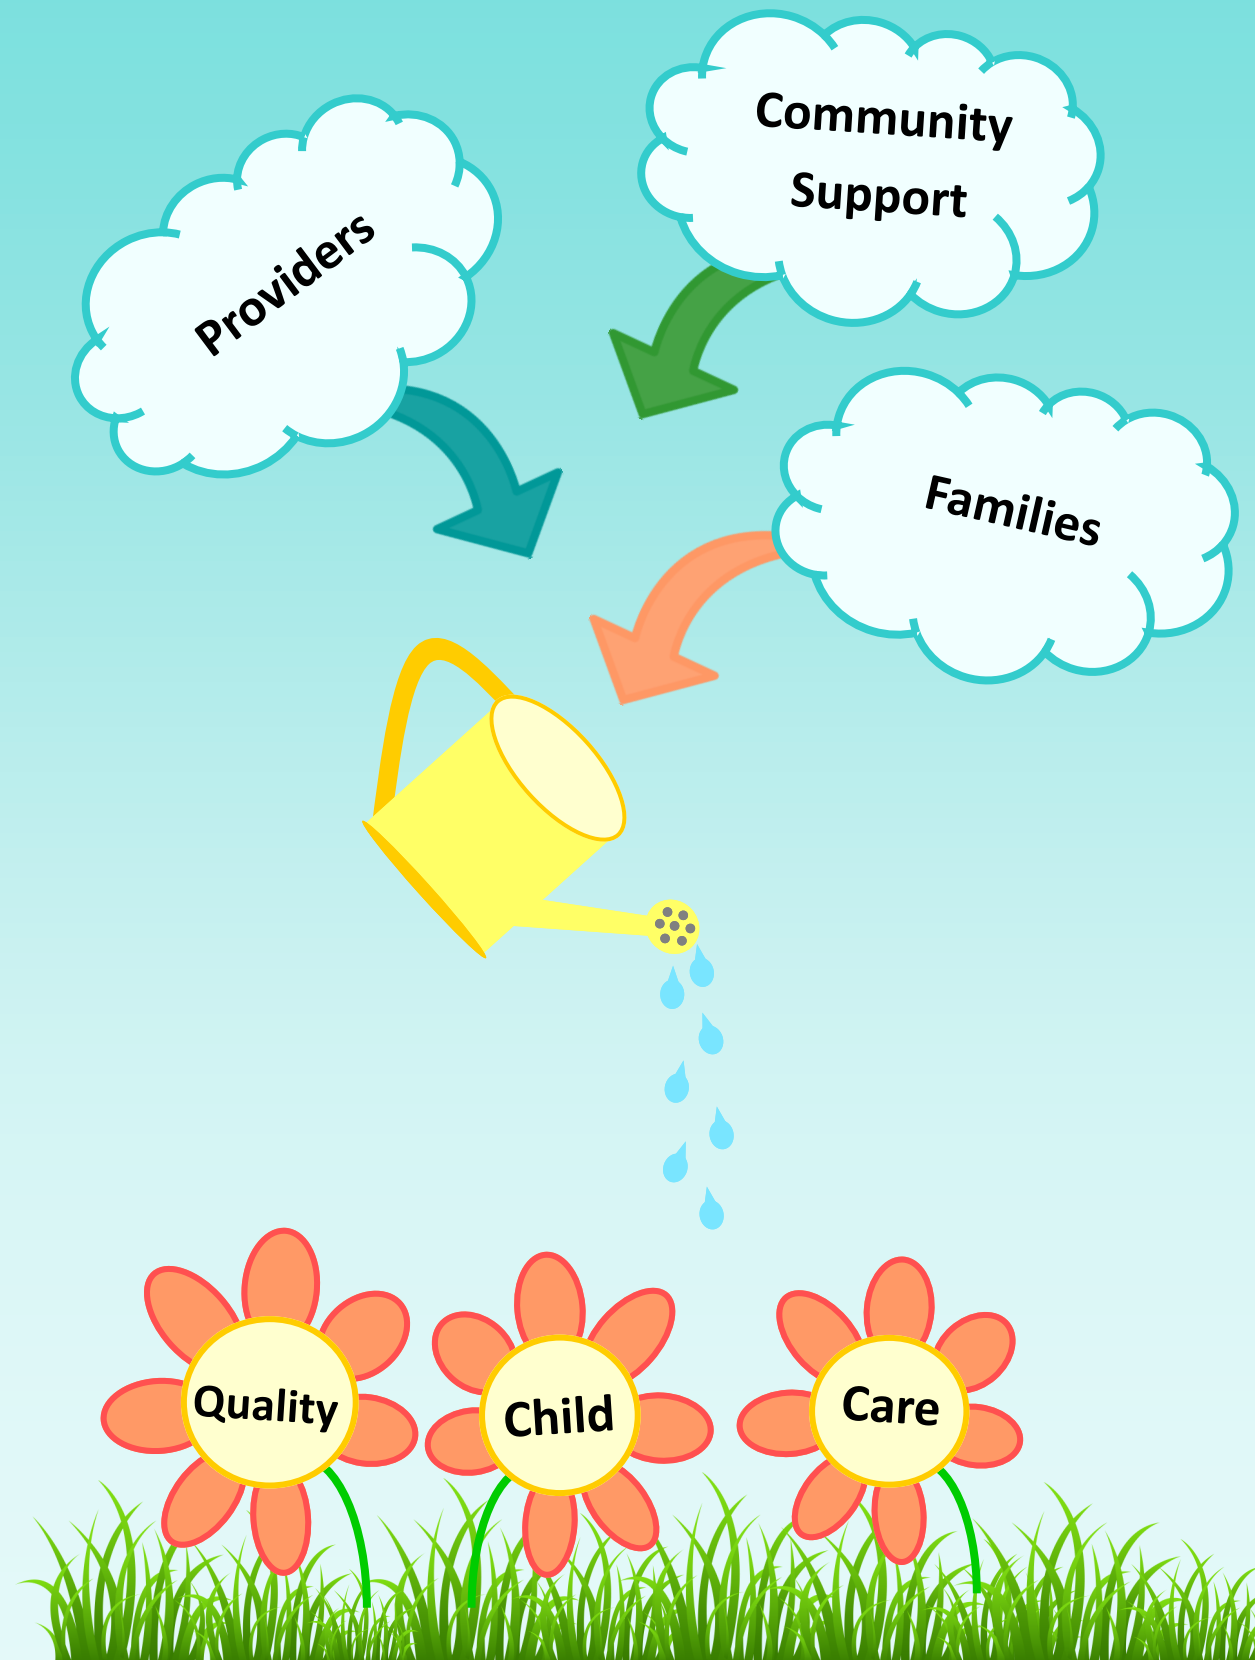 Community
Support
Providers
Families
Quality
Child
Care